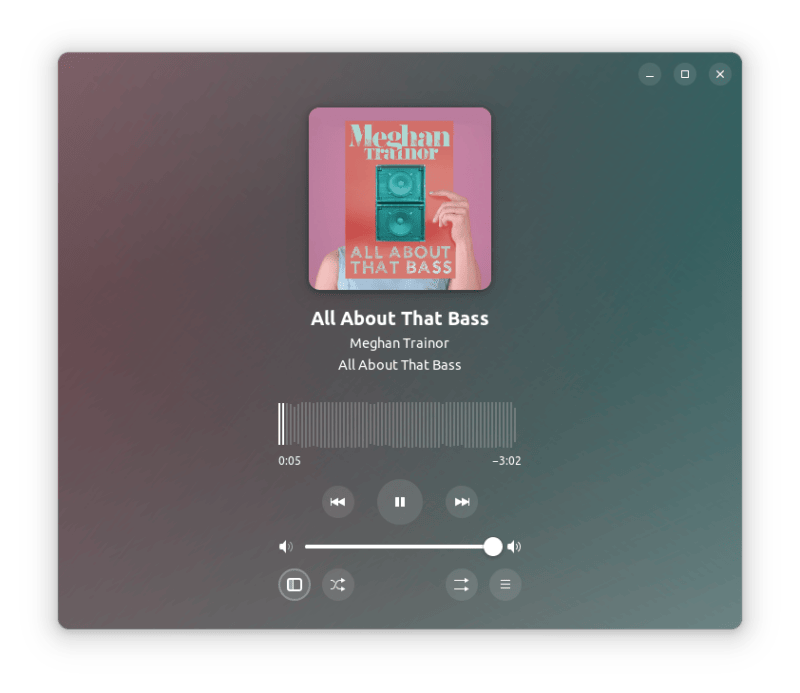 Meghan
Trainor
ALL ABOUT
THAT BASS
All About That Bass
Meghan Trainor
All About That Bass
0:05 −3:02